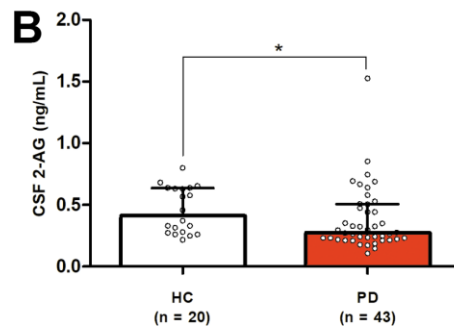 B
CSF 2-AG (ng/mL)
2.0
*
1.5
1.0
0.5
0.0
HC
(n = 20)
PD
(n = 43)